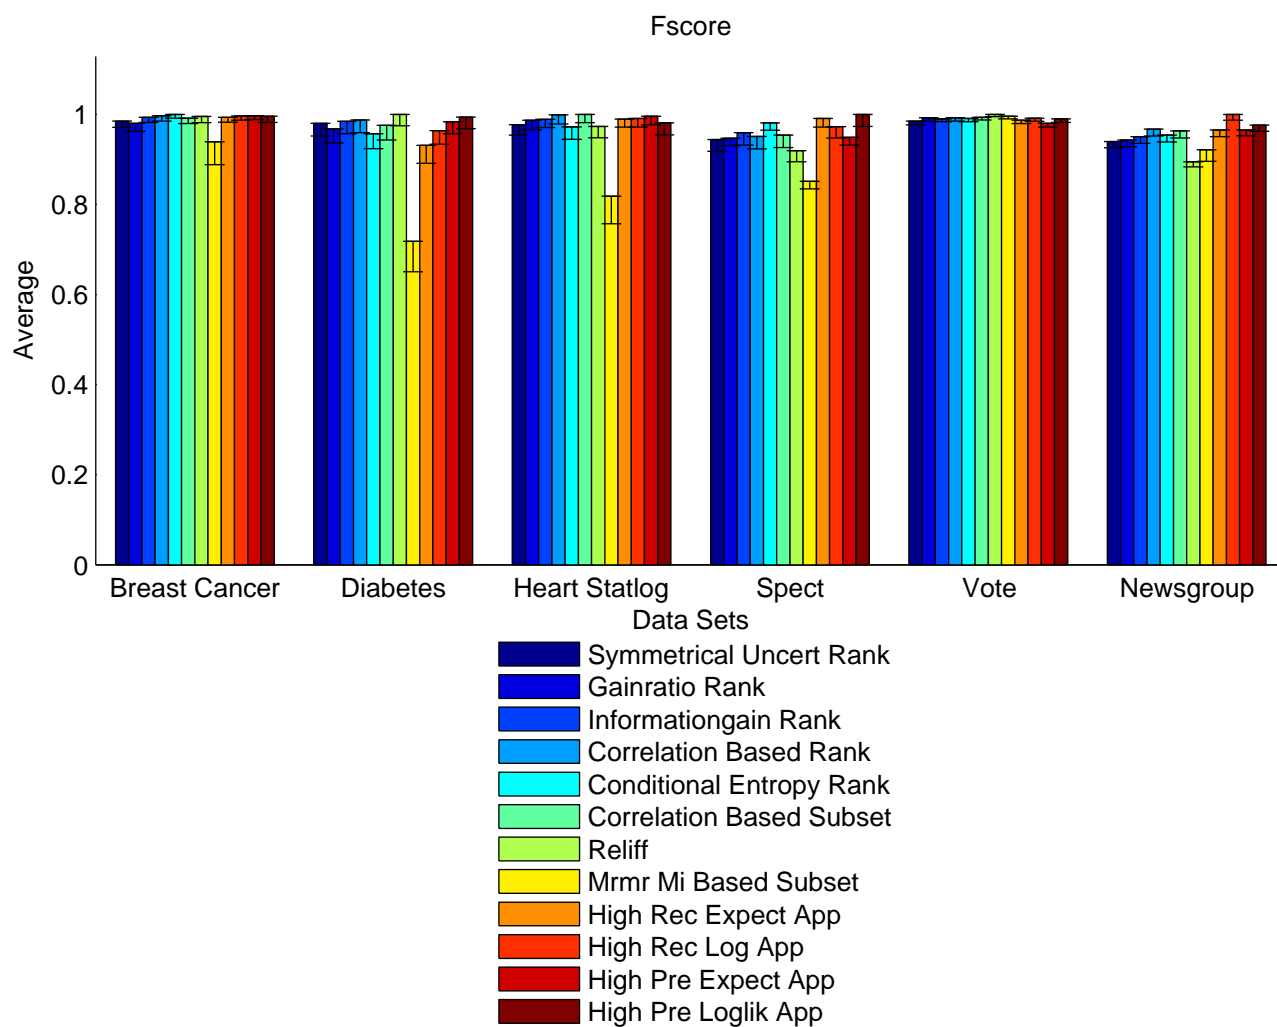 Fscore
1
0.8
0.6
0.4
0.2
0
Average
Breast Cancer Diabetes Heart Statlog Spect Vote Newsgroup
Data Sets
Symmetrical Uncert Rank
Gainratio Rank
Informationgain Rank
Correlation Based Rank
Conditional Entropy Rank
Correlation Based Subset
Reliff
Mrmr Mi Based Subset
High Rec Expect App
High Rec Log App
High Pre Expect App
High Pre Loglik App